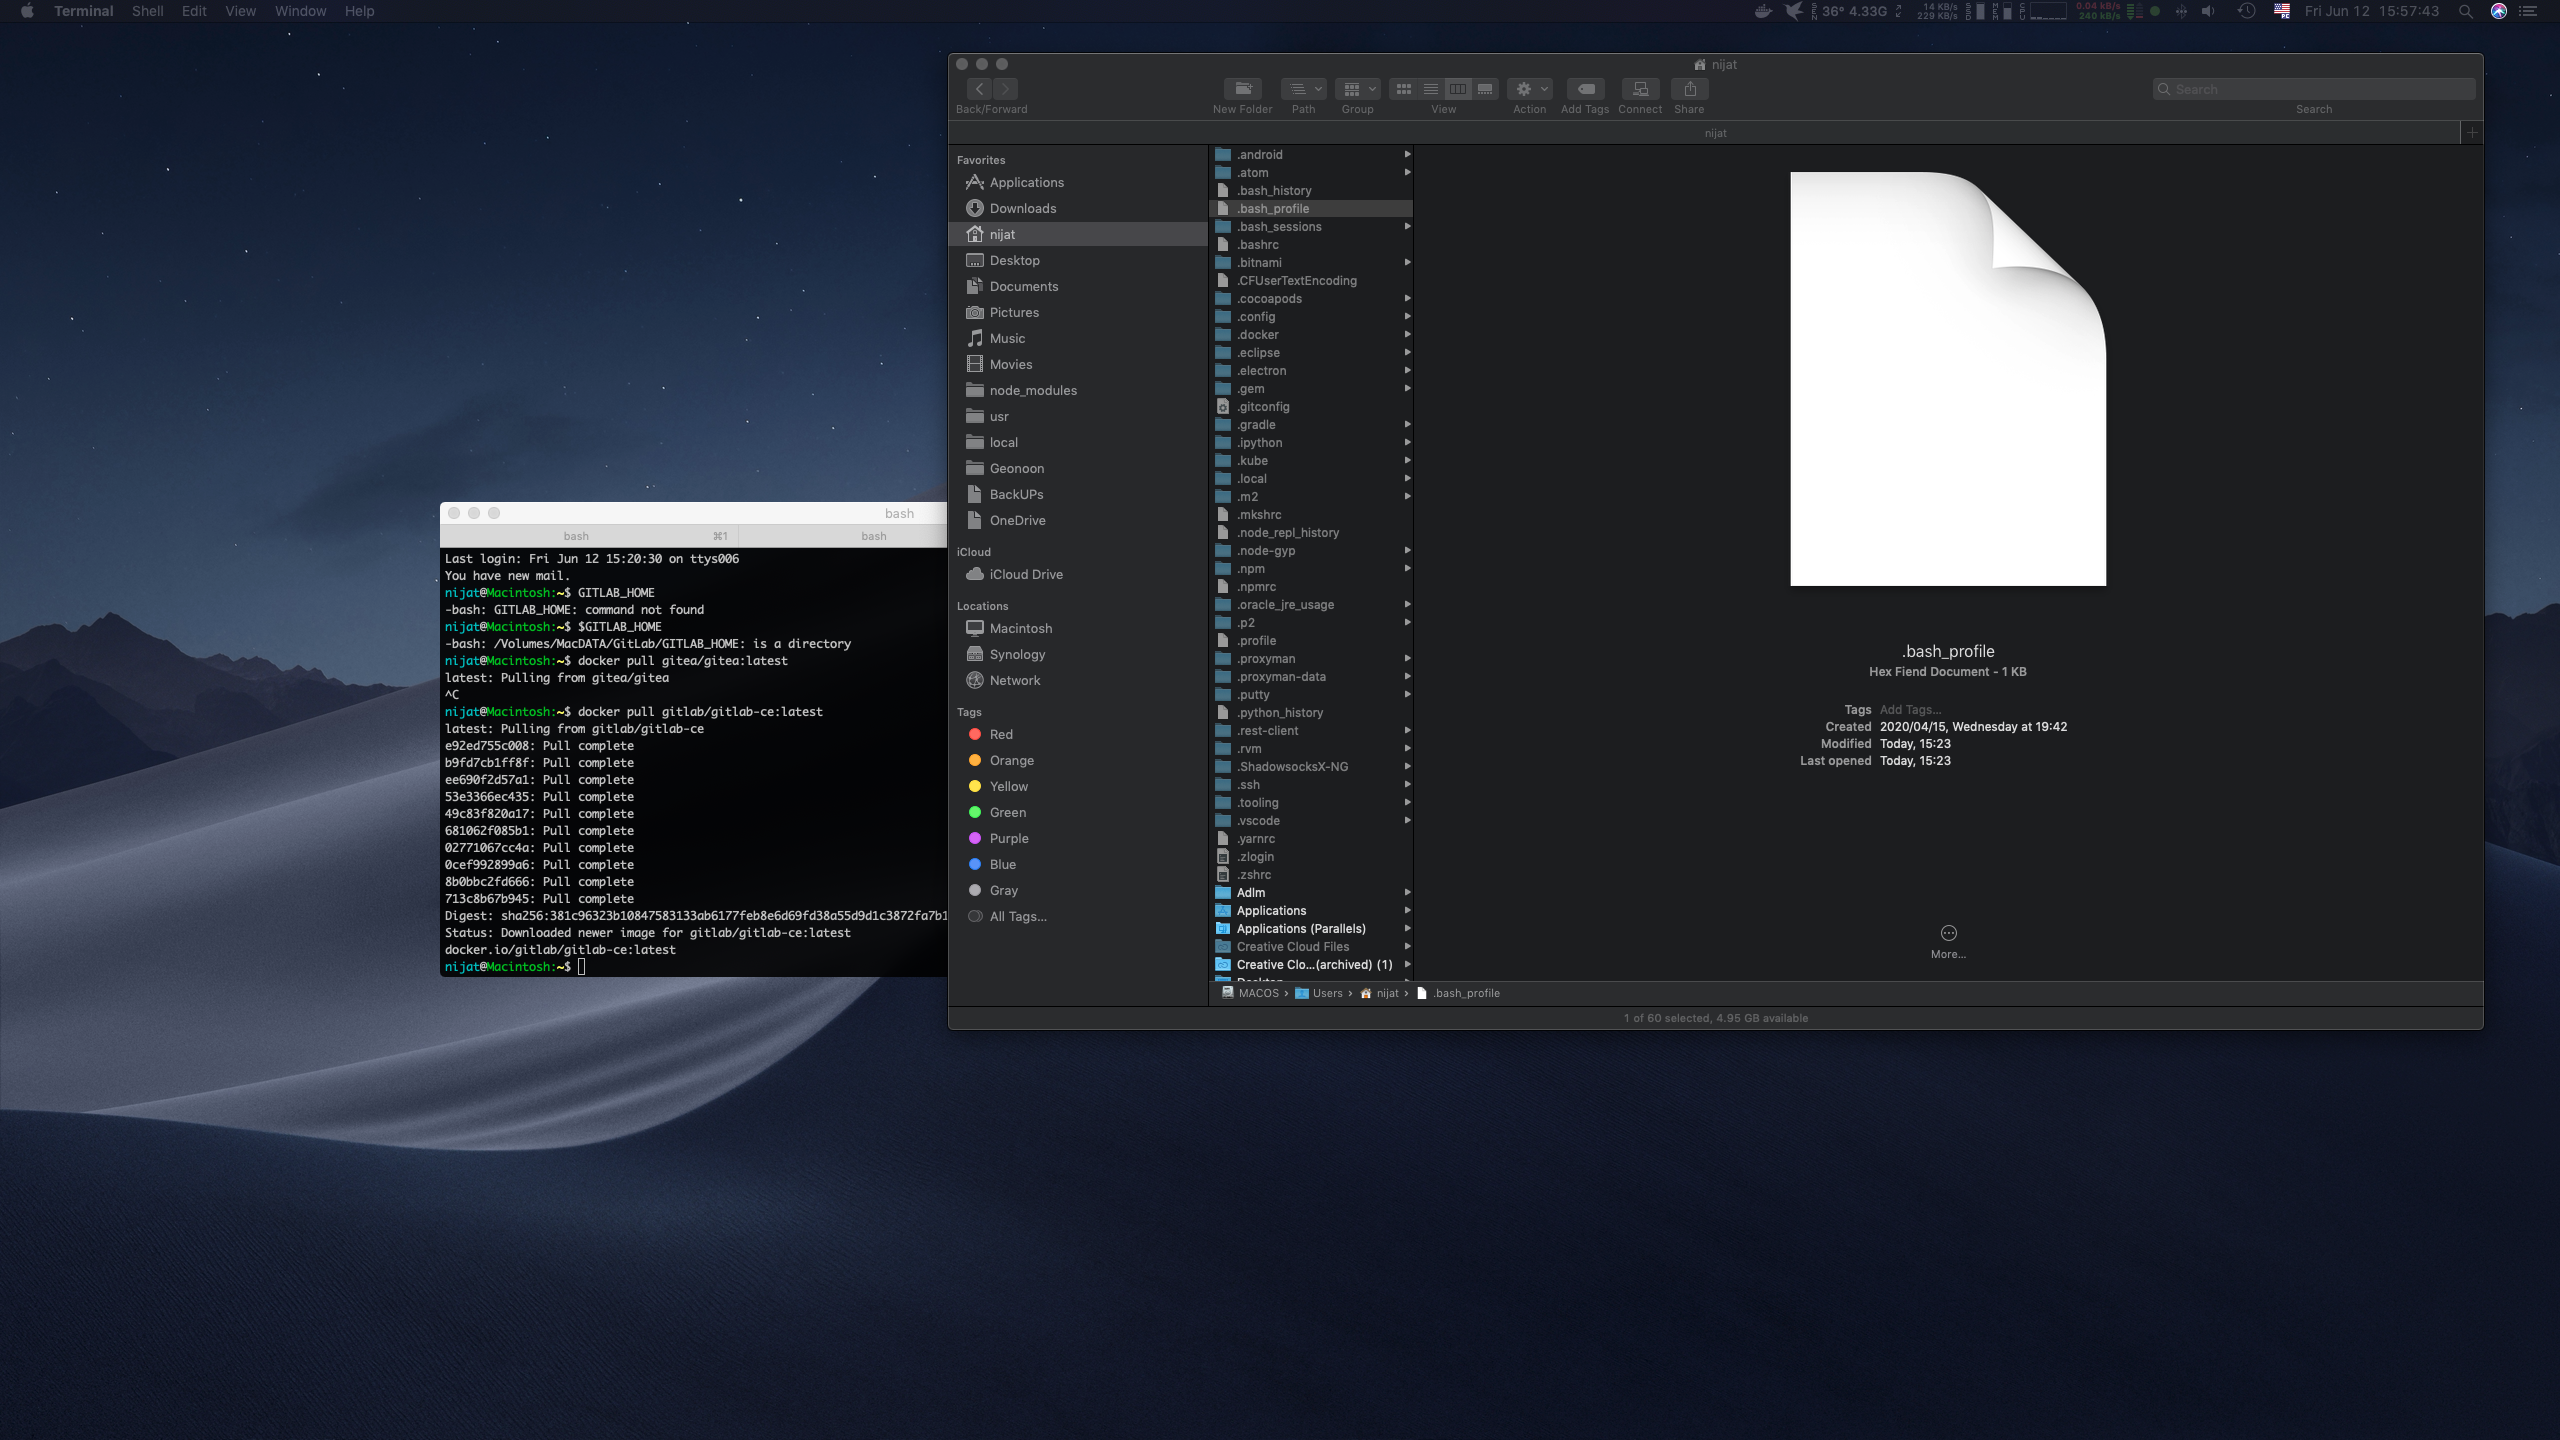 Terminal Shell Edit View Window Help
36° 4.33G 14 KB/s 229 KB/s 0.04 kB/s 240 kB/s Fri Jun 12 15:57:43
nijat
Back/Forward New Folder Path Group View Action Add Tags Connect Share Search
Search
nijat
Favorites
Applications
Downloads
nijat
Desktop
Documents
Pictures
Music
Movies
node_modules
usr
local
Geonoon
BackUPs
OneDrive
iCloud
iCloud Drive
Locations
Macintosh
Synology
Network
Tags
Red
Orange
Yellow
Green
Purple
Blue
Gray
All Tags...
.android
.atom
.bash_history
.bash_profile
.bash_sessions
.bashrc
.bitnami
.CFUserTextEncoding
.cocoapods
.config
.docker
.eclipse
.electron
.gem
.gitconfig
.gradle
.ipython
.kube
.local
.m2
.mkshrc
.node_repl_history
.node-gyp
.npm
.npmrc
.oracle_jre_usage
.p2
.profile
.proxyman
.proxyman-data
.putty
.python_history
.rest-client
.rvm
.ShadowsocksX-NG
.ssh
.tooling
.vscode
.yarnrc
.zlogin
.zshrc
Adlm
Applications
Applications (Parallels)
Creative Cloud Files
Creative Clo...(archived) (1)
Desktop
.bash_profile
Hex Fiend Document - 1 KB
Tags Add Tags...
Created 2020/04/15, Wednesday at 19:42
Modified Today, 15:23
Last opened Today, 15:23
More...
MACOS › Users › nijat › .bash_profile
1 of 60 selected, 4.95 GB available
bash
bash ⌘1 bash
Last login: Fri Jun 12 15:20:30 on ttys006
You have new mail.
nijat@Macintosh:~$ GITLAB_HOME
-bash: GITLAB_HOME: command not found
nijat@Macintosh:~$ $GITLAB_HOME
-bash: /Volumes/MacDATA/GitLab/GITLAB_HOME: is a directory
nijat@Macintosh:~$ docker pull gitea/gitea:latest
latest: Pulling from gitea/gitea
^C
nijat@Macintosh:~$ docker pull gitlab/gitlab-ce:latest
latest: Pulling from gitlab/gitlab-ce
e92ed755c008: Pull complete
b9fd7cb1ff8f: Pull complete
ee690f2d57a1: Pull complete
53e3366ec435: Pull complete
49c83f820a17: Pull complete
681062f085b1: Pull complete
02771067cc4a: Pull complete
0cef992899a6: Pull complete
8b0bbc2fd666: Pull complete
713c8b67b945: Pull complete
Digest: sha256:381c96323b10847583133ab6177feb8e6d69fd38a55d9d1c3872fa7b1
Status: Downloaded newer image for gitlab/gitlab-ce:latest
docker.io/gitlab/gitlab-ce:latest
nijat@Macintosh:~$